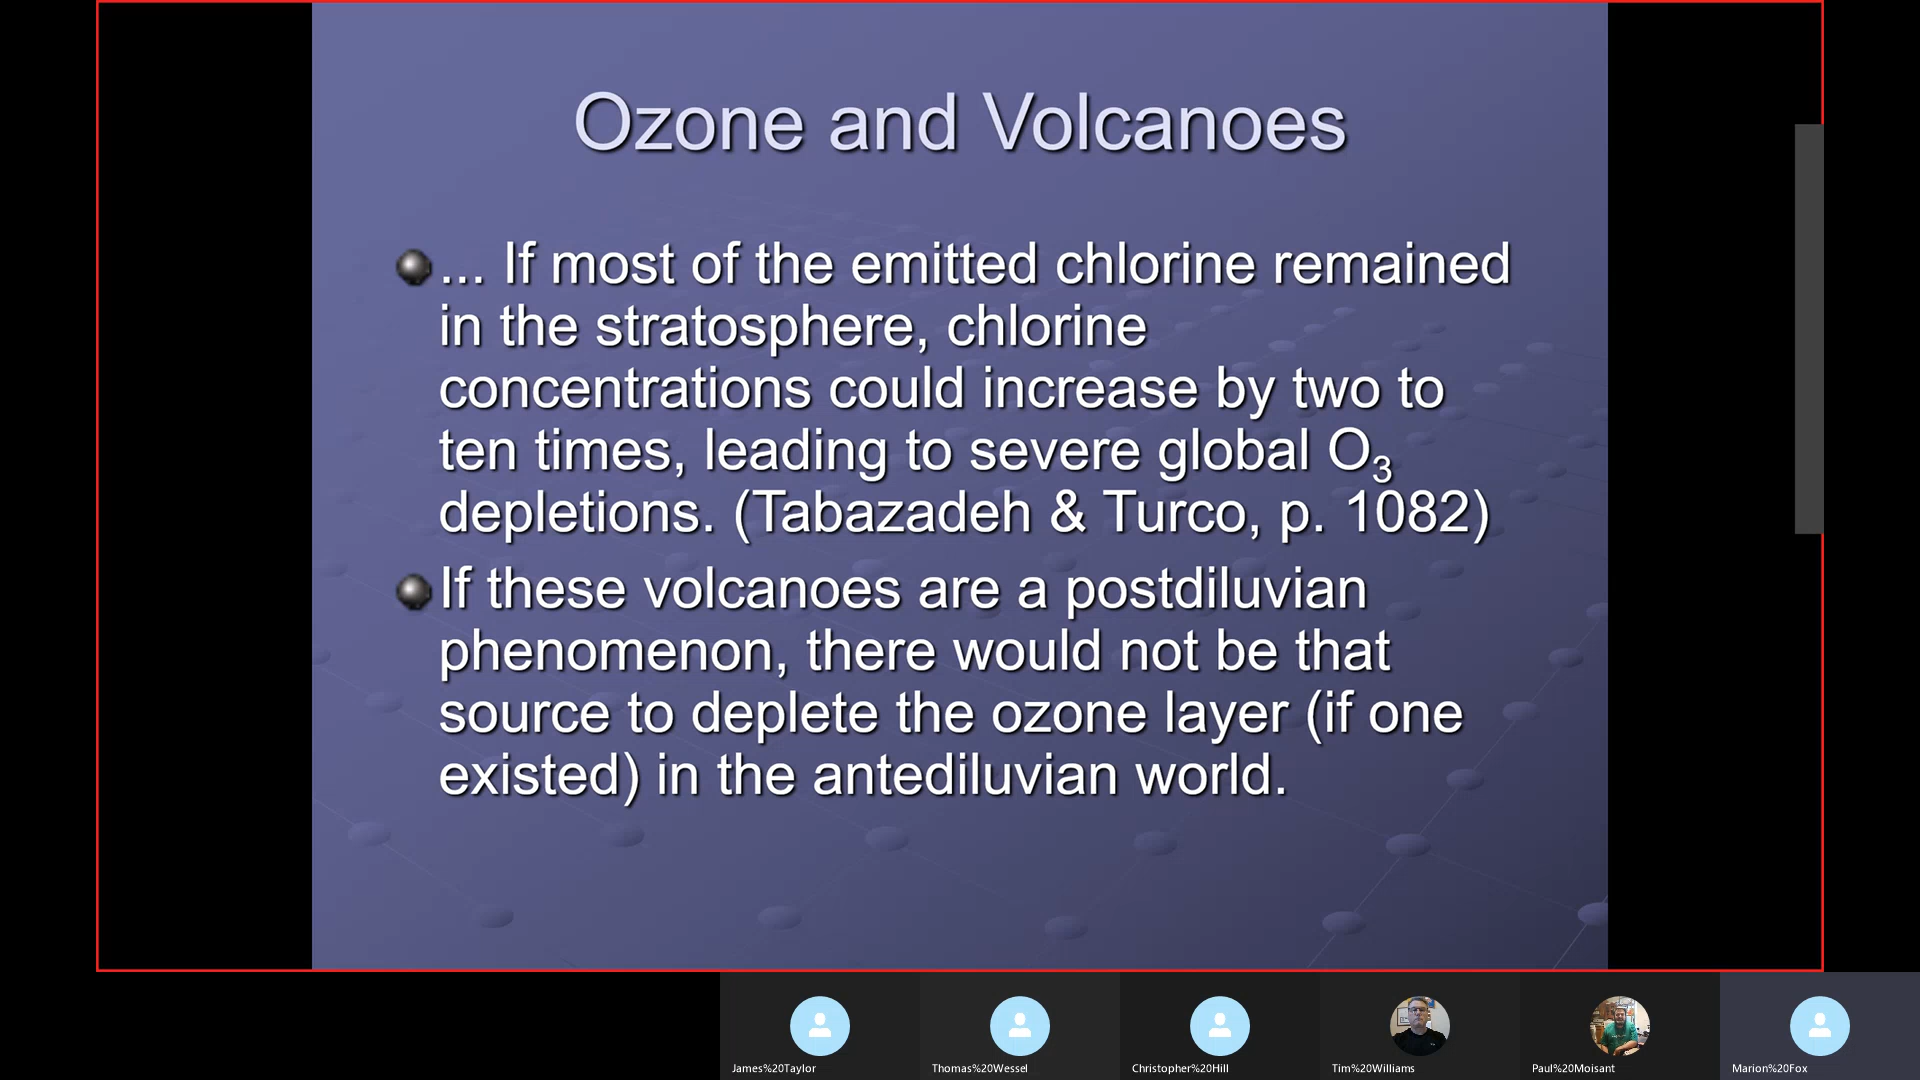 Ozone and Volcanoes
... If most of the emitted chlorine remained
in the stratosphere, chlorine
concentrations could increase by two to
ten times, leading to severe global O₃
depletions. (Tabazadeh & Turco, p. 1082)
If these volcanoes are a postdiluvian
phenomenon, there would not be that
source to deplete the ozone layer (if one
existed) in the antediluvian world.
James%20Taylor
Thomas%20Wessel
Christopher%20Hill
Tim%20Williams
Paul%20Moisant
Marion%20Fox